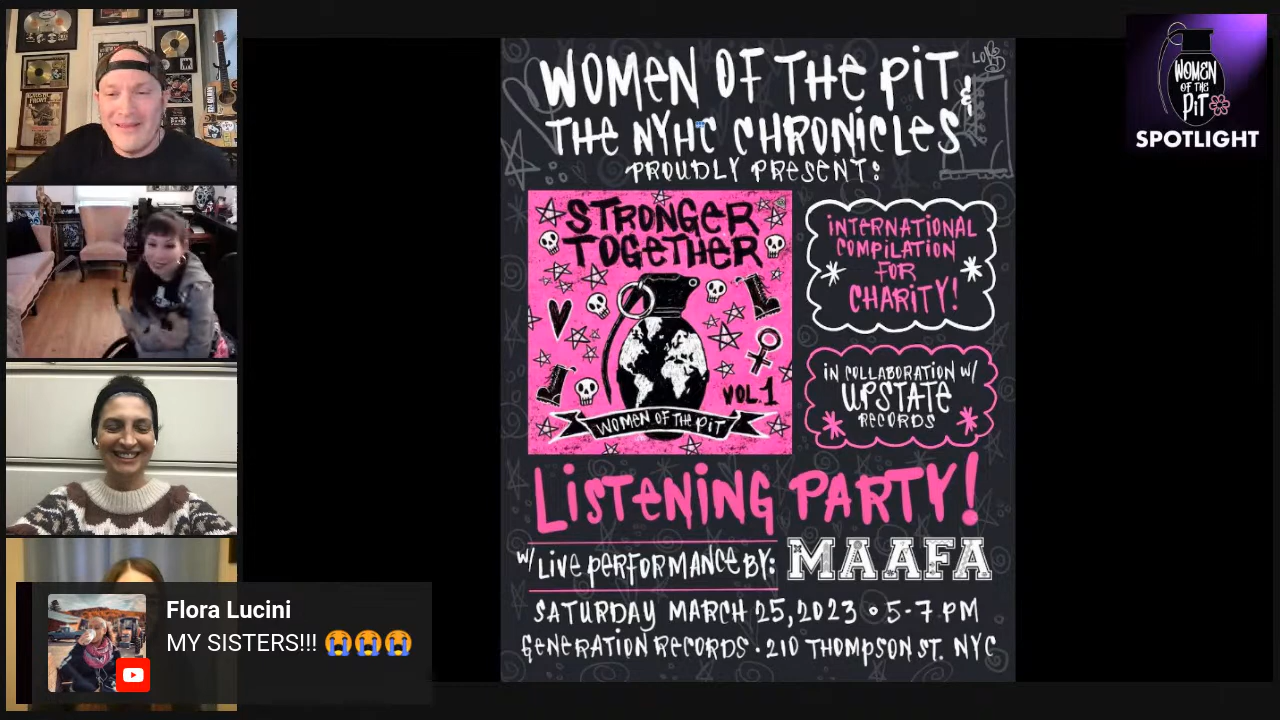 WOMEN OF THE PiT &
THE NYHC CHRONiCLES
PROUDLY PRESENT:
STRONGER
TOGETHER
VOL.1
WOMEN OF THE PiT
iNTERNATiONAL
COMPiLATiON
FOR
CHARiTY!
iN COLLABORATiON W/
UPSTATE
RECORDS
LiSTENiNG PARTY!
W/ LiVE PERFORMANCE BY: MAAFA
SATURDAY MARCH 25, 2023 • 5-7 PM
GENERATiON RECORDS · 210 THOMPSON ST. NYC
WOMEN
OF THE
PiT
SPOTLIGHT
Flora Lucini
MY SISTERS!!! 😭😭😭